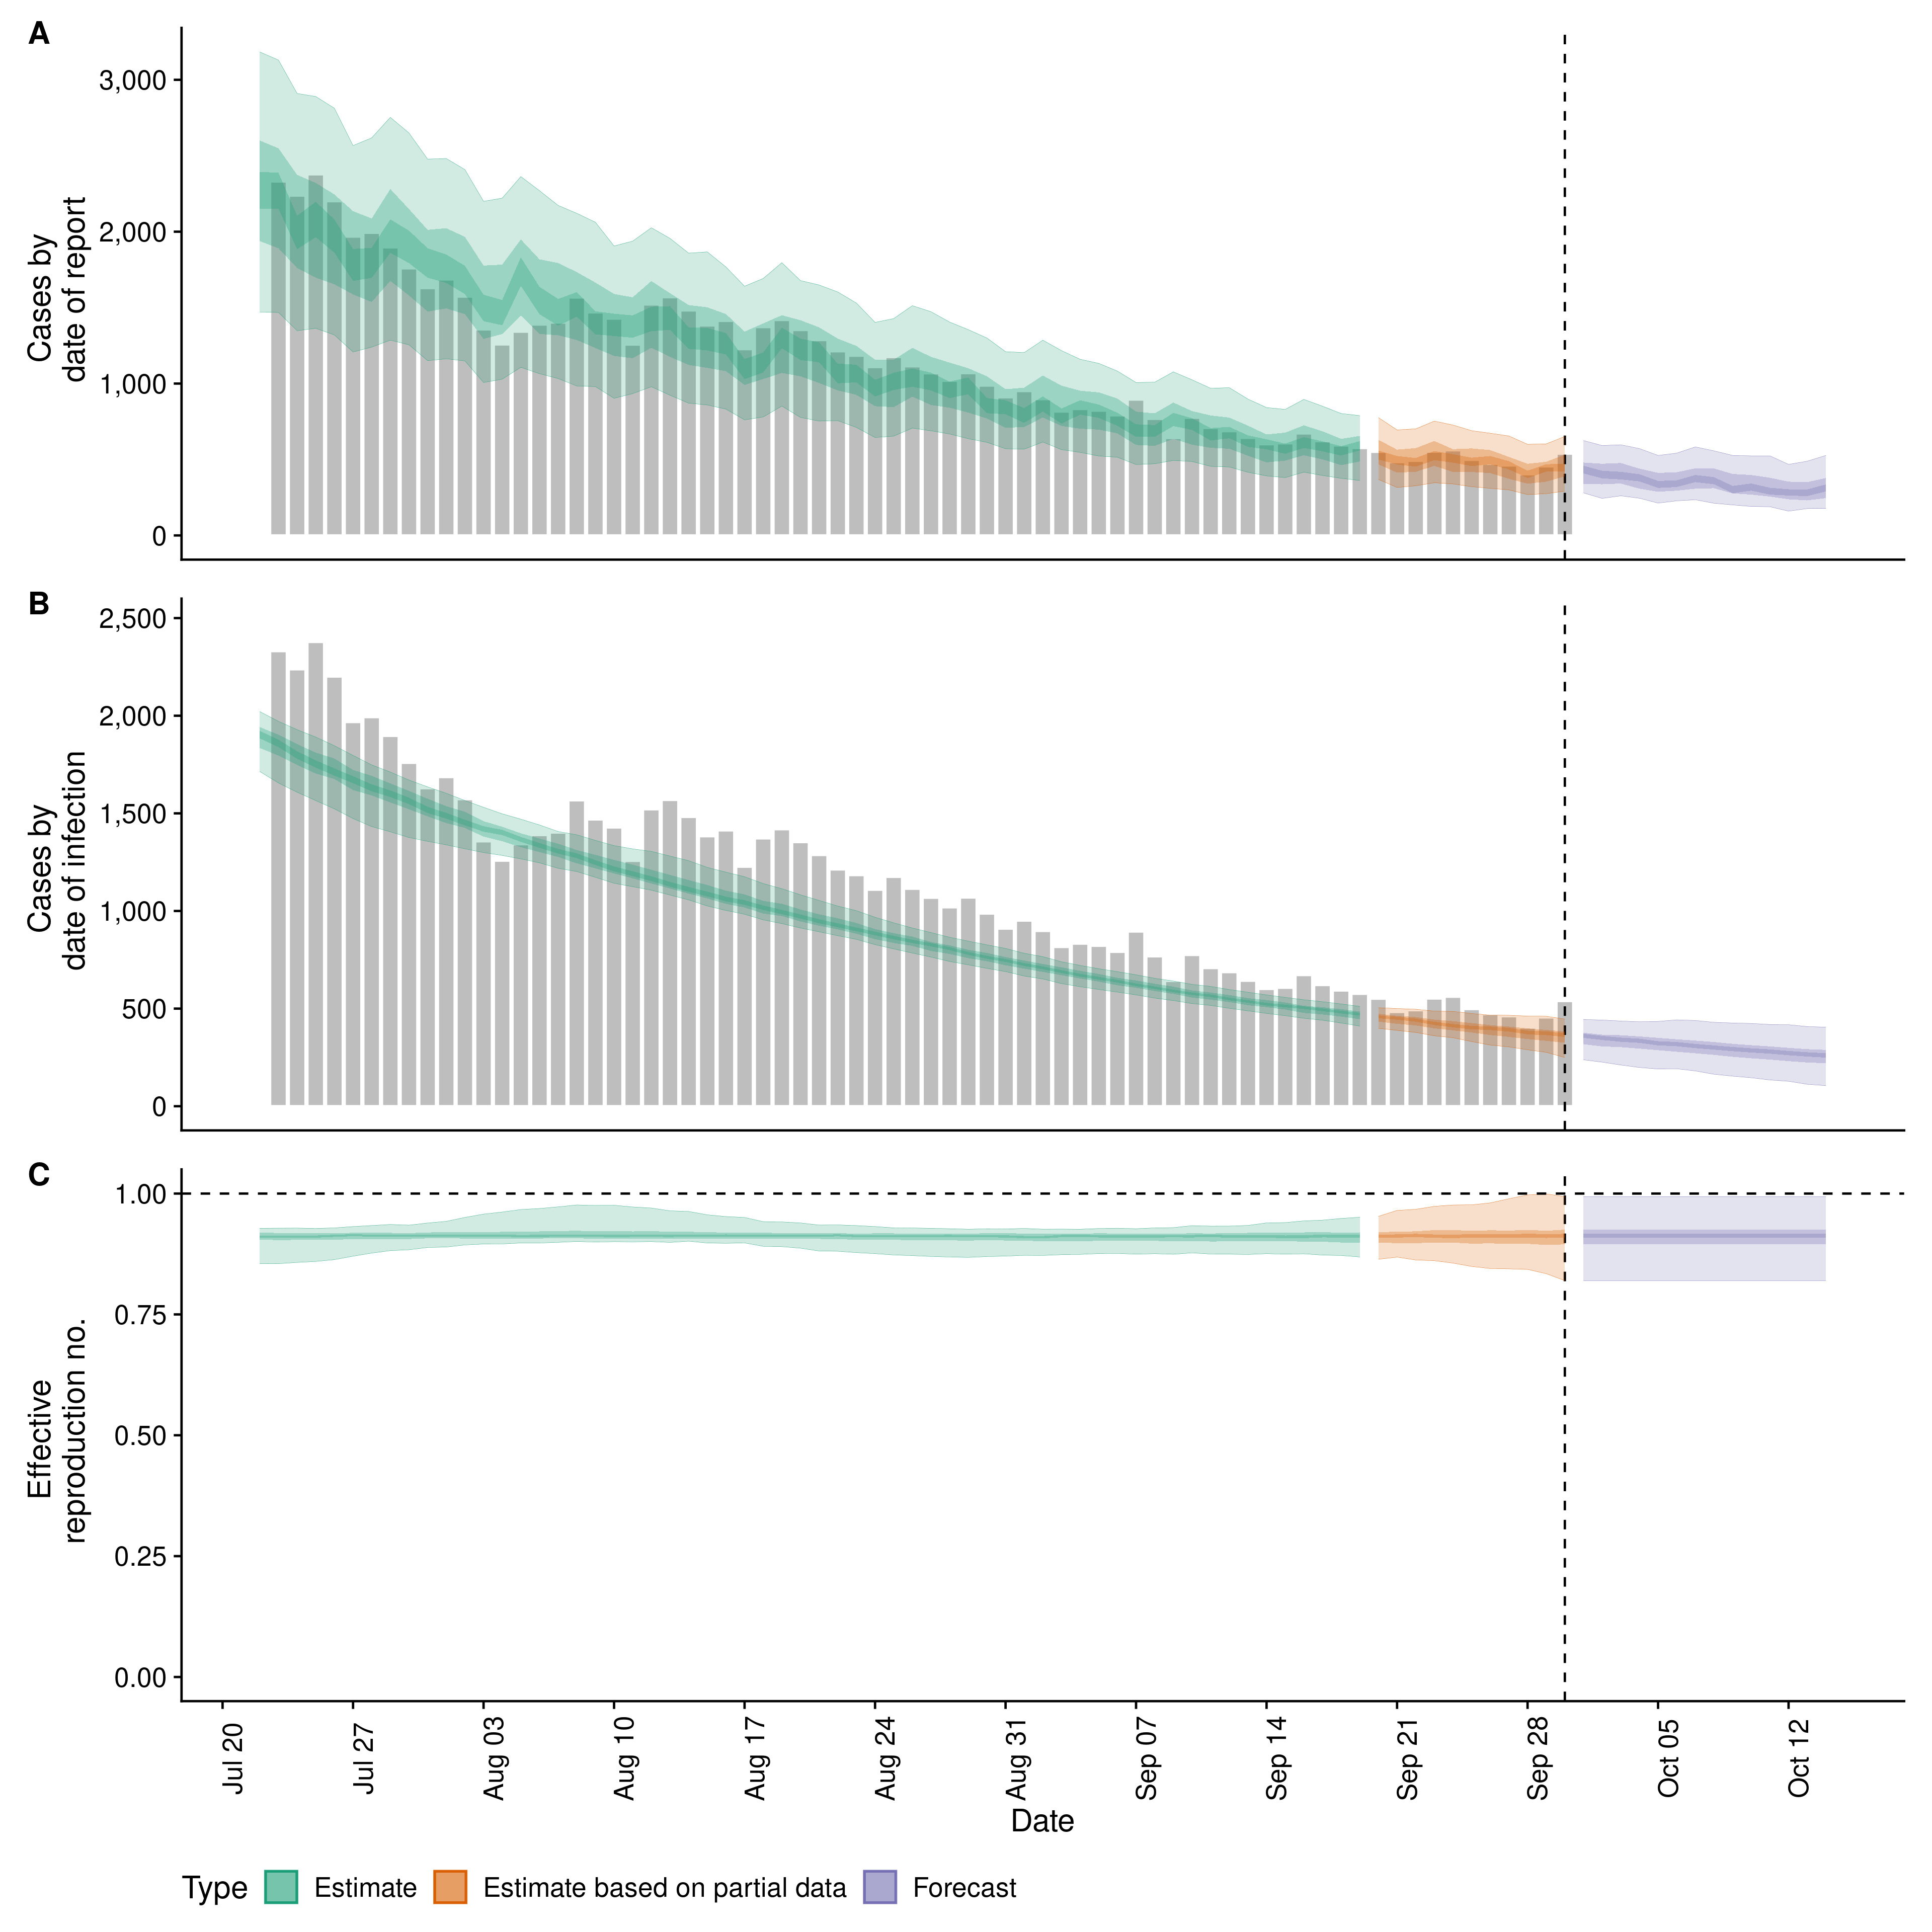 A
Cases by
date of report
3,000
2,000
1,000
0
B
Cases by
date of infection
2,500
2,000
1,500
1,000
500
0
C
Effective
reproduction no.
1.00
0.75
0.50
0.25
0.00
Jul 20
Jul 27
Aug 03
Aug 10
Aug 17
Aug 24
Aug 31
Sep 07
Sep 14
Sep 21
Sep 28
Oct 05
Oct 12
Date
Type Estimate Estimate based on partial data Forecast